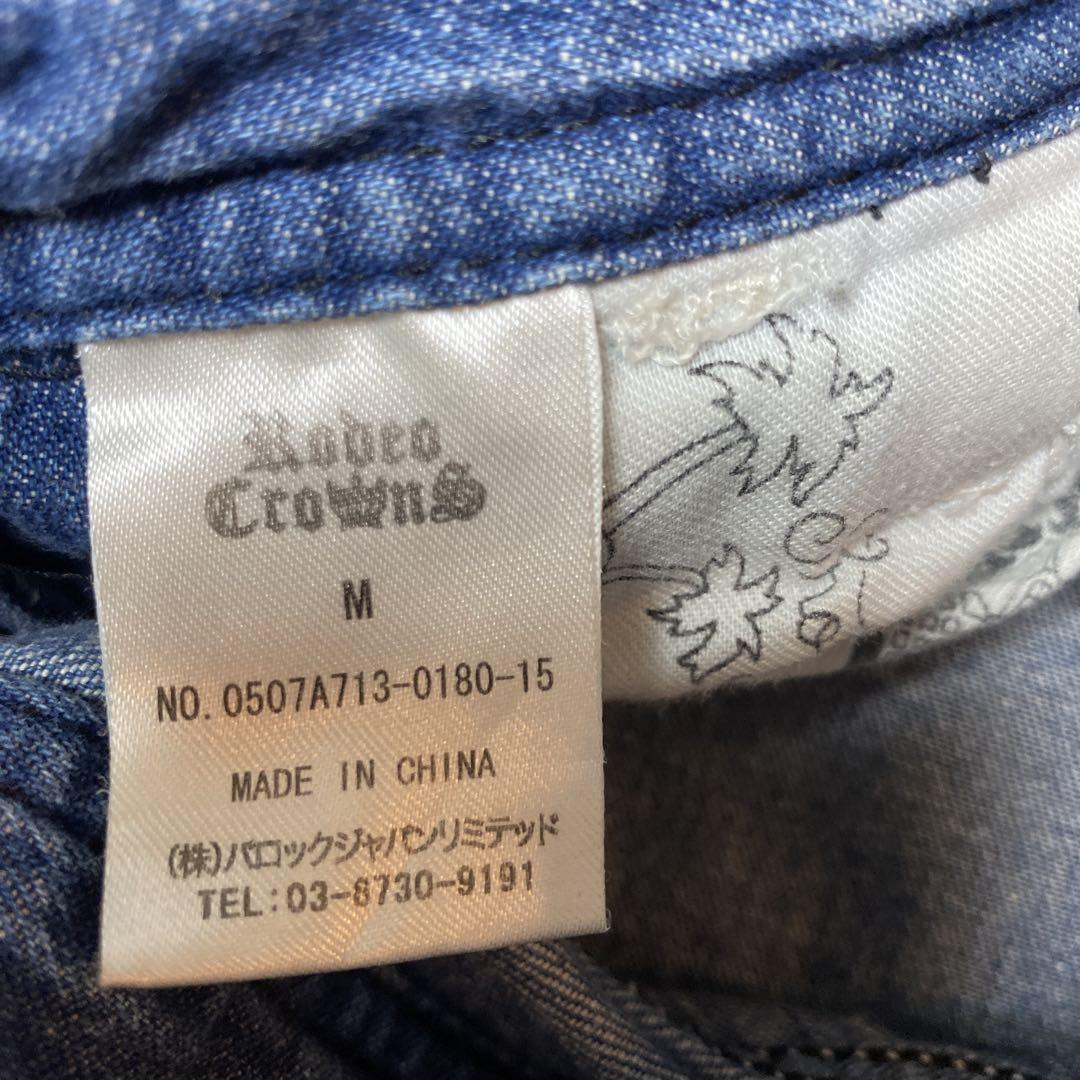 Rodeo
Crowns
M
NO. 0507A713-0180-15
MADE IN CHINA
(株)バロックジャパンリミテッド
TEL:03-6730-9191